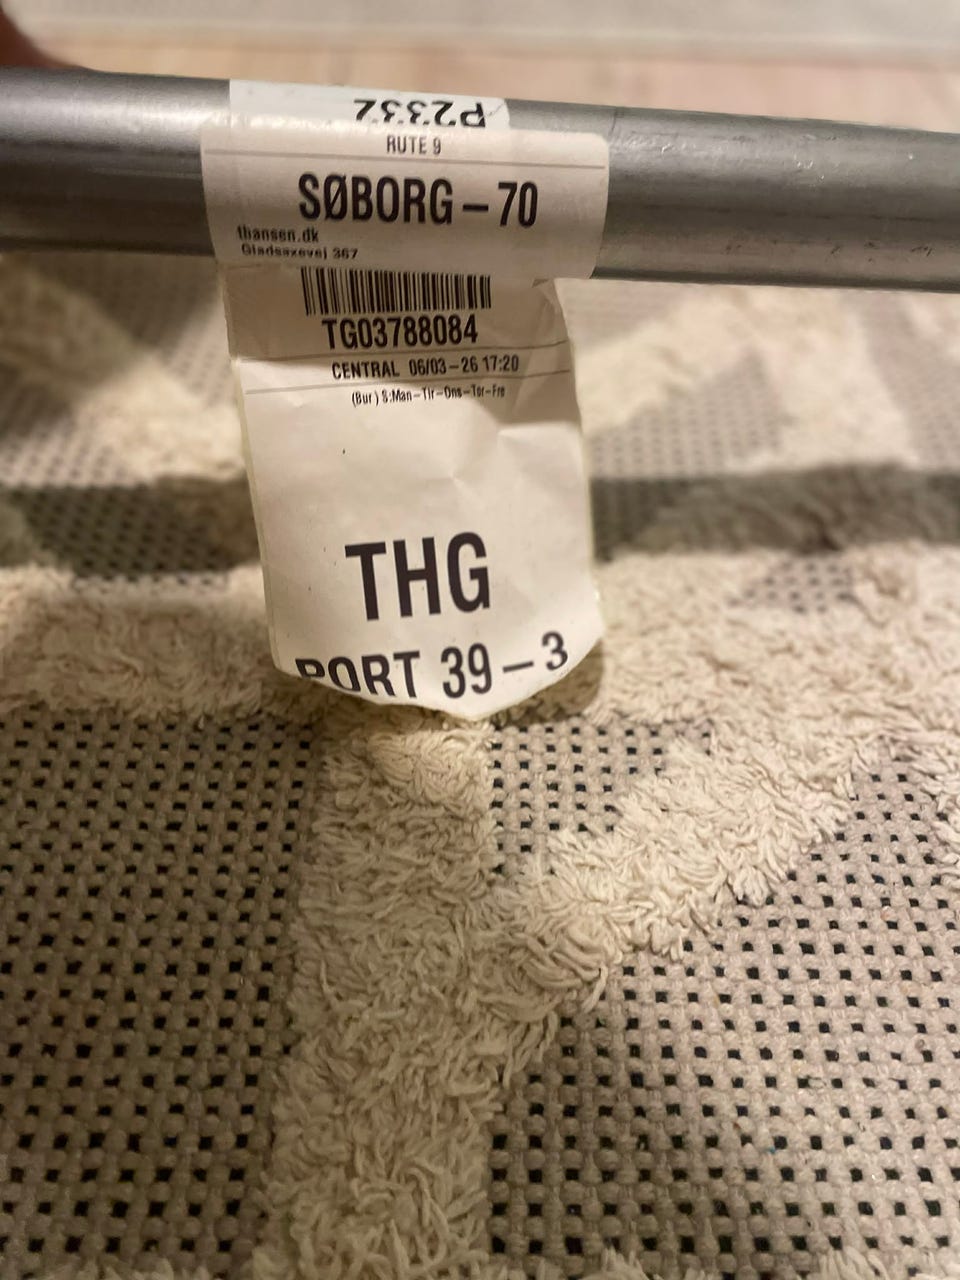 P2332
RUTE 9
SØBORG-70
thansen.dk
Gladsaxevej 367
TG03788084
CENTRAL 06/03-26 17:20
(Bur) S:Man-Tir-Ons-Tor-Fre
THG
PORT 39-3